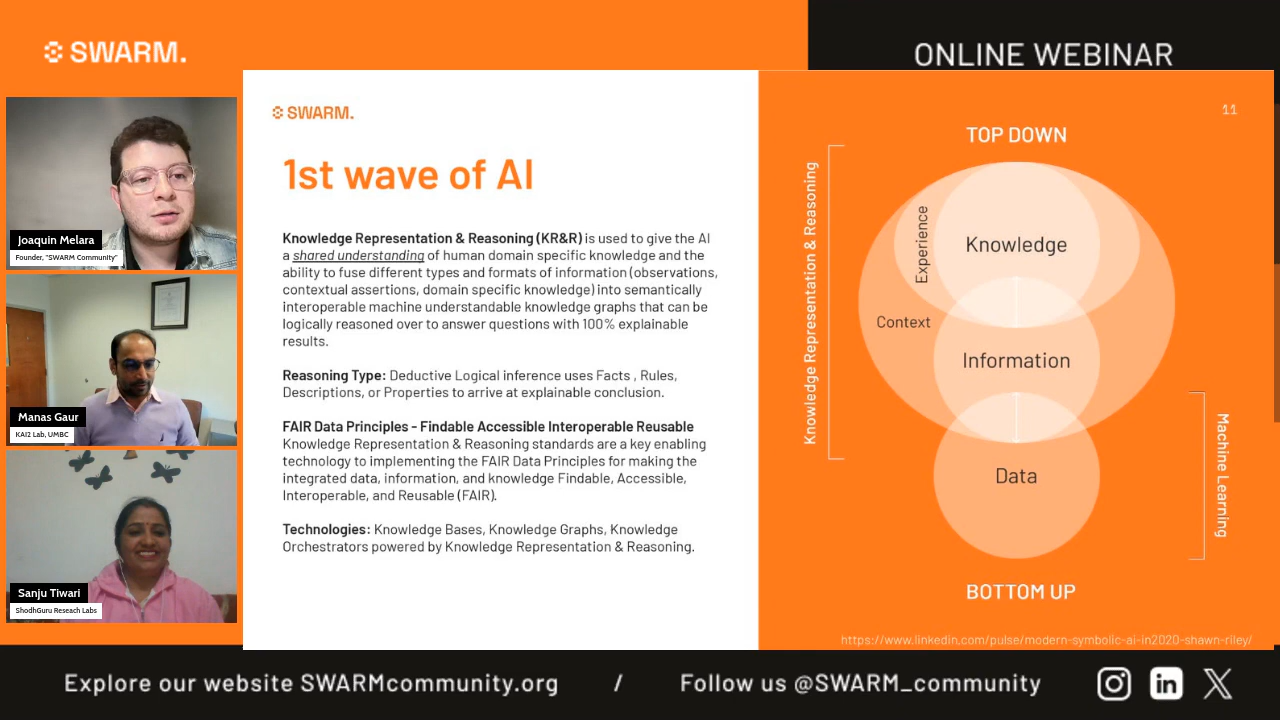 SWARM.
ONLINE WEBINAR
Joaquin Melara
Founder, "SWARM Community"
Manas Gaur
KAI2 Lab, UMBC
Sanju Tiwari
ShodhGuru Reseach Labs
SWARM.
1st wave of AI
Knowledge Representation & Reasoning (KR&R) is used to give the AI
a shared understanding of human domain specific knowledge and the
ability to fuse different types and formats of information (observations,
contextual assertions, domain specific knowledge) into semantically
interoperable machine understandable knowledge graphs that can be
logically reasoned over to answer questions with 100% explainable
results.
Reasoning Type: Deductive Logical inference uses Facts , Rules,
Descriptions, or Properties to arrive at explainable conclusion.
FAIR Data Principles - Findable Accessible Interoperable Reusable
Knowledge Representation & Reasoning standards are a key enabling
technology to implementing the FAIR Data Principles for making the
integrated data, information, and knowledge Findable, Accessible,
Interoperable, and Reusable (FAIR).
Technologies: Knowledge Bases, Knowledge Graphs, Knowledge
Orchestrators powered by Knowledge Representation & Reasoning.
11
TOP DOWN
Knowledge Representation & Reasoning
Experience
Knowledge
Context
Information
Data
Machine Learning
BOTTOM UP
https://www.linkedin.com/pulse/modern-symbolic-ai-in2020-shawn-riley/
Explore our website SWARMcommunity.org / Follow us @SWARM_community